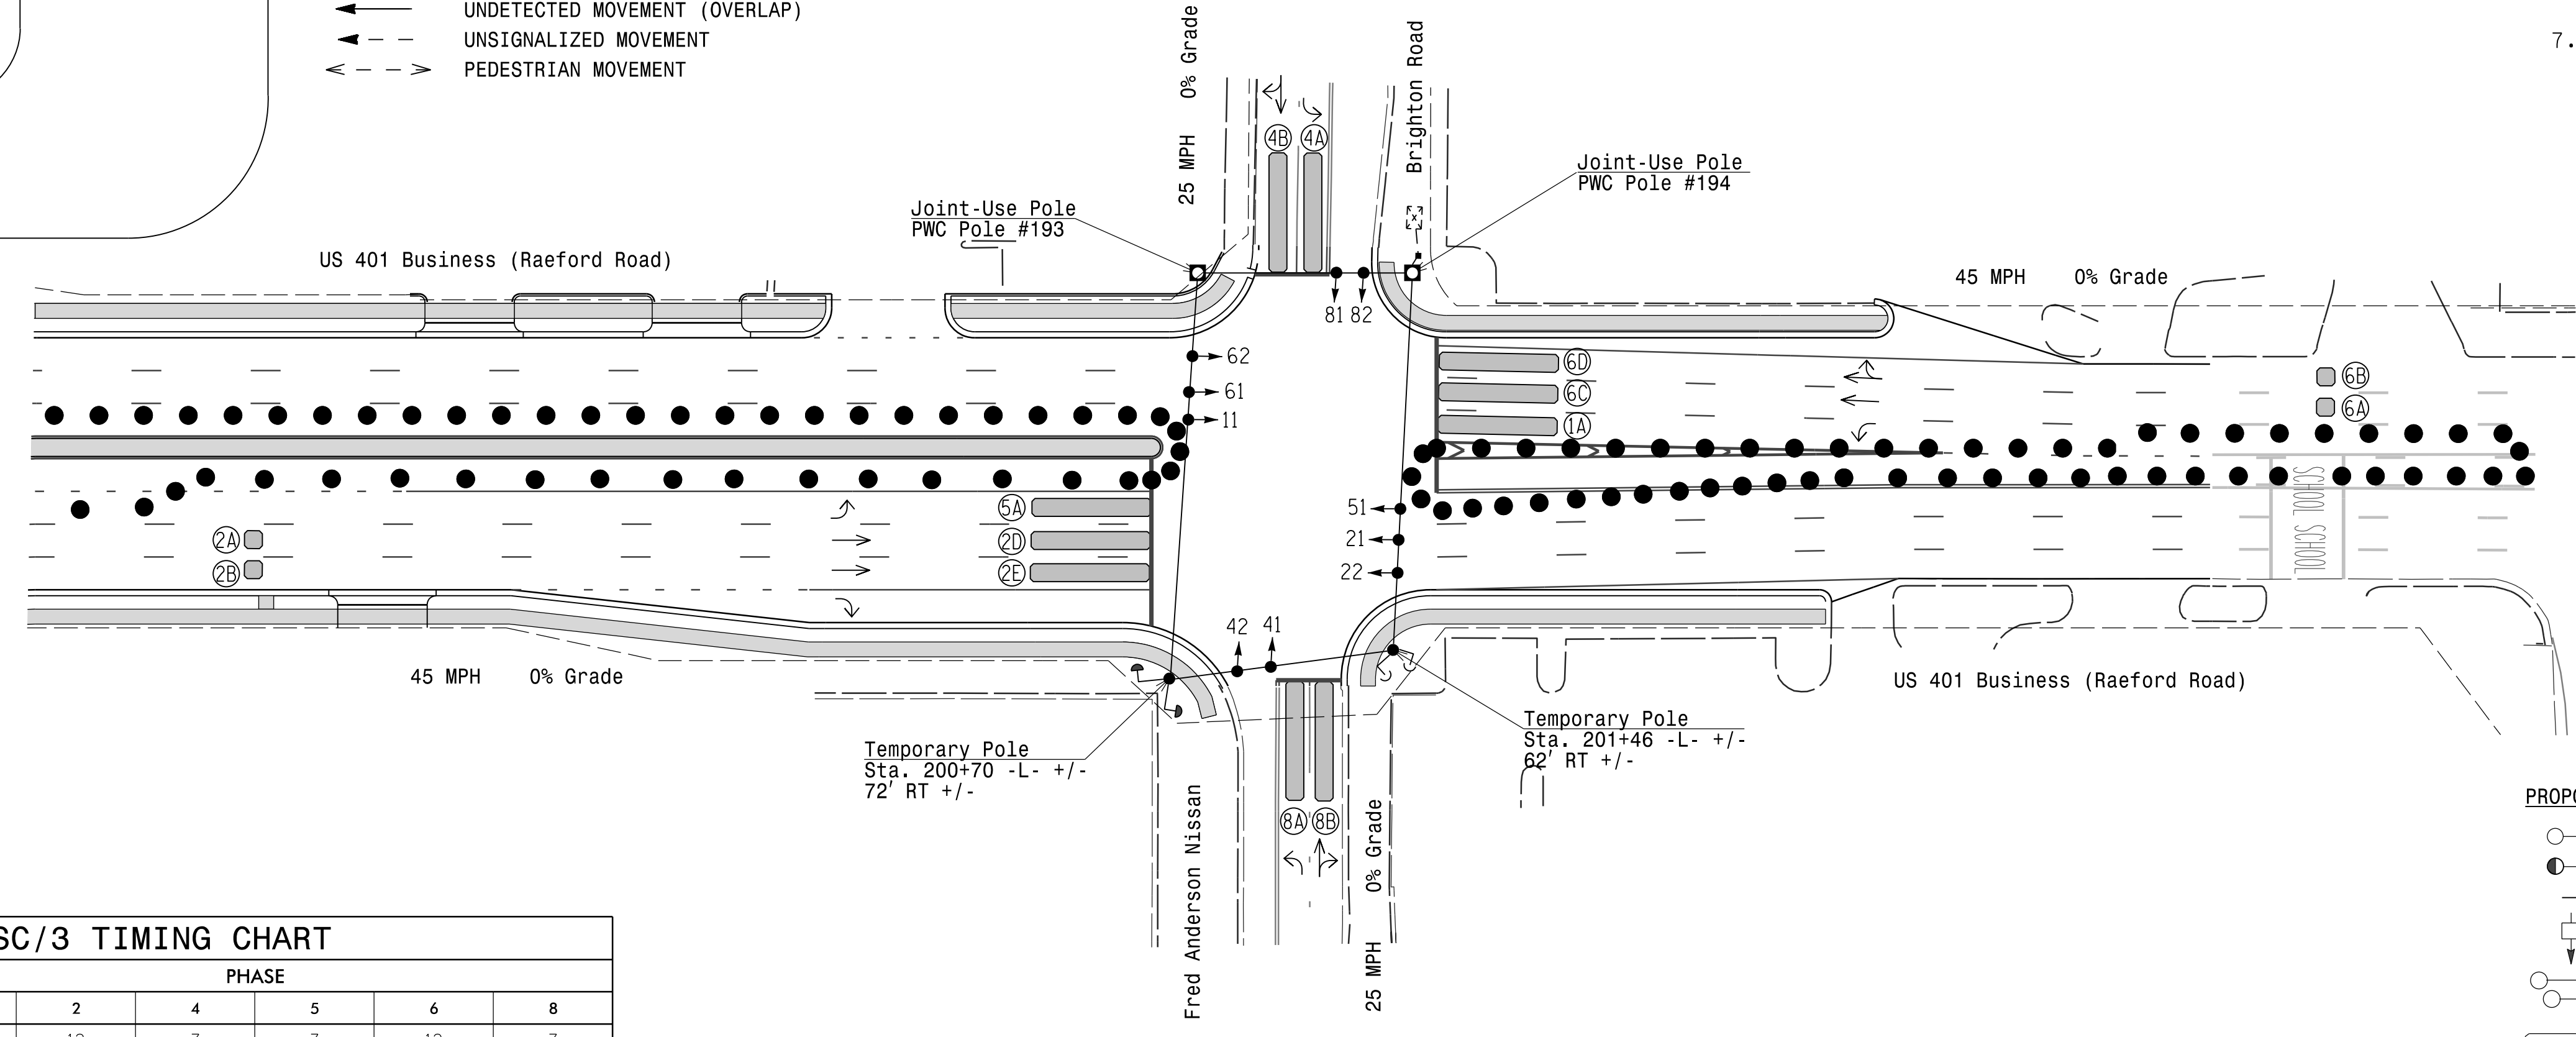 UNDETECTED MOVEMENT (OVERLAP)
UNSIGNALIZED MOVEMENT
PEDESTRIAN MOVEMENT
25 MPH 0% Grade
Brighton Road
7.
4B
4A
Joint-Use Pole
PWC Pole #194
Joint-Use Pole
PWC Pole #193
US 401 Business (Raeford Road)
45 MPH 0% Grade
81 82
62
61
11
6D
6C
1A
6B
6A
5A
2D
2E
2A
2B
51
21
22
SCHOOL
SCHOOL
42
41
45 MPH 0% Grade
US 401 Business (Raeford Road)
Temporary Pole
Sta. 200+70 -L- +/-
72' RT +/-
Temporary Pole
Sta. 201+46 -L- +/-
62' RT +/-
8A
8B
Fred Anderson Nissan
25 MPH 0% Grade
PROPO
SC/3 TIMING CHART
PHASE
2 4 5 6 8